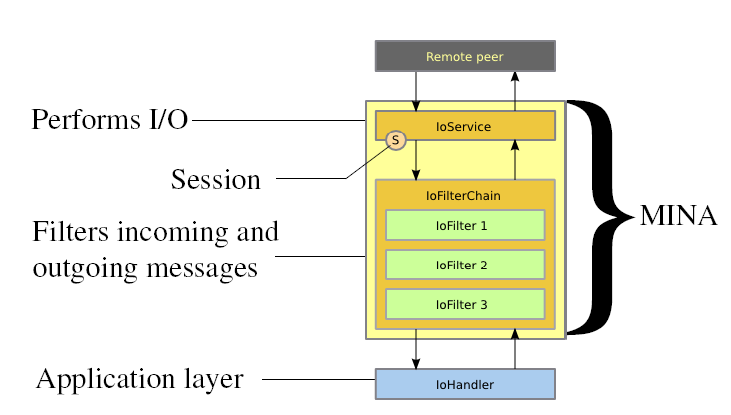 Remote peer
Performs I/O
IoService
S
Session
IoFilterChain
IoFilter 1
Filters incoming and
outgoing messages
IoFilter 2
IoFilter 3
MINA
Application layer
IoHandler